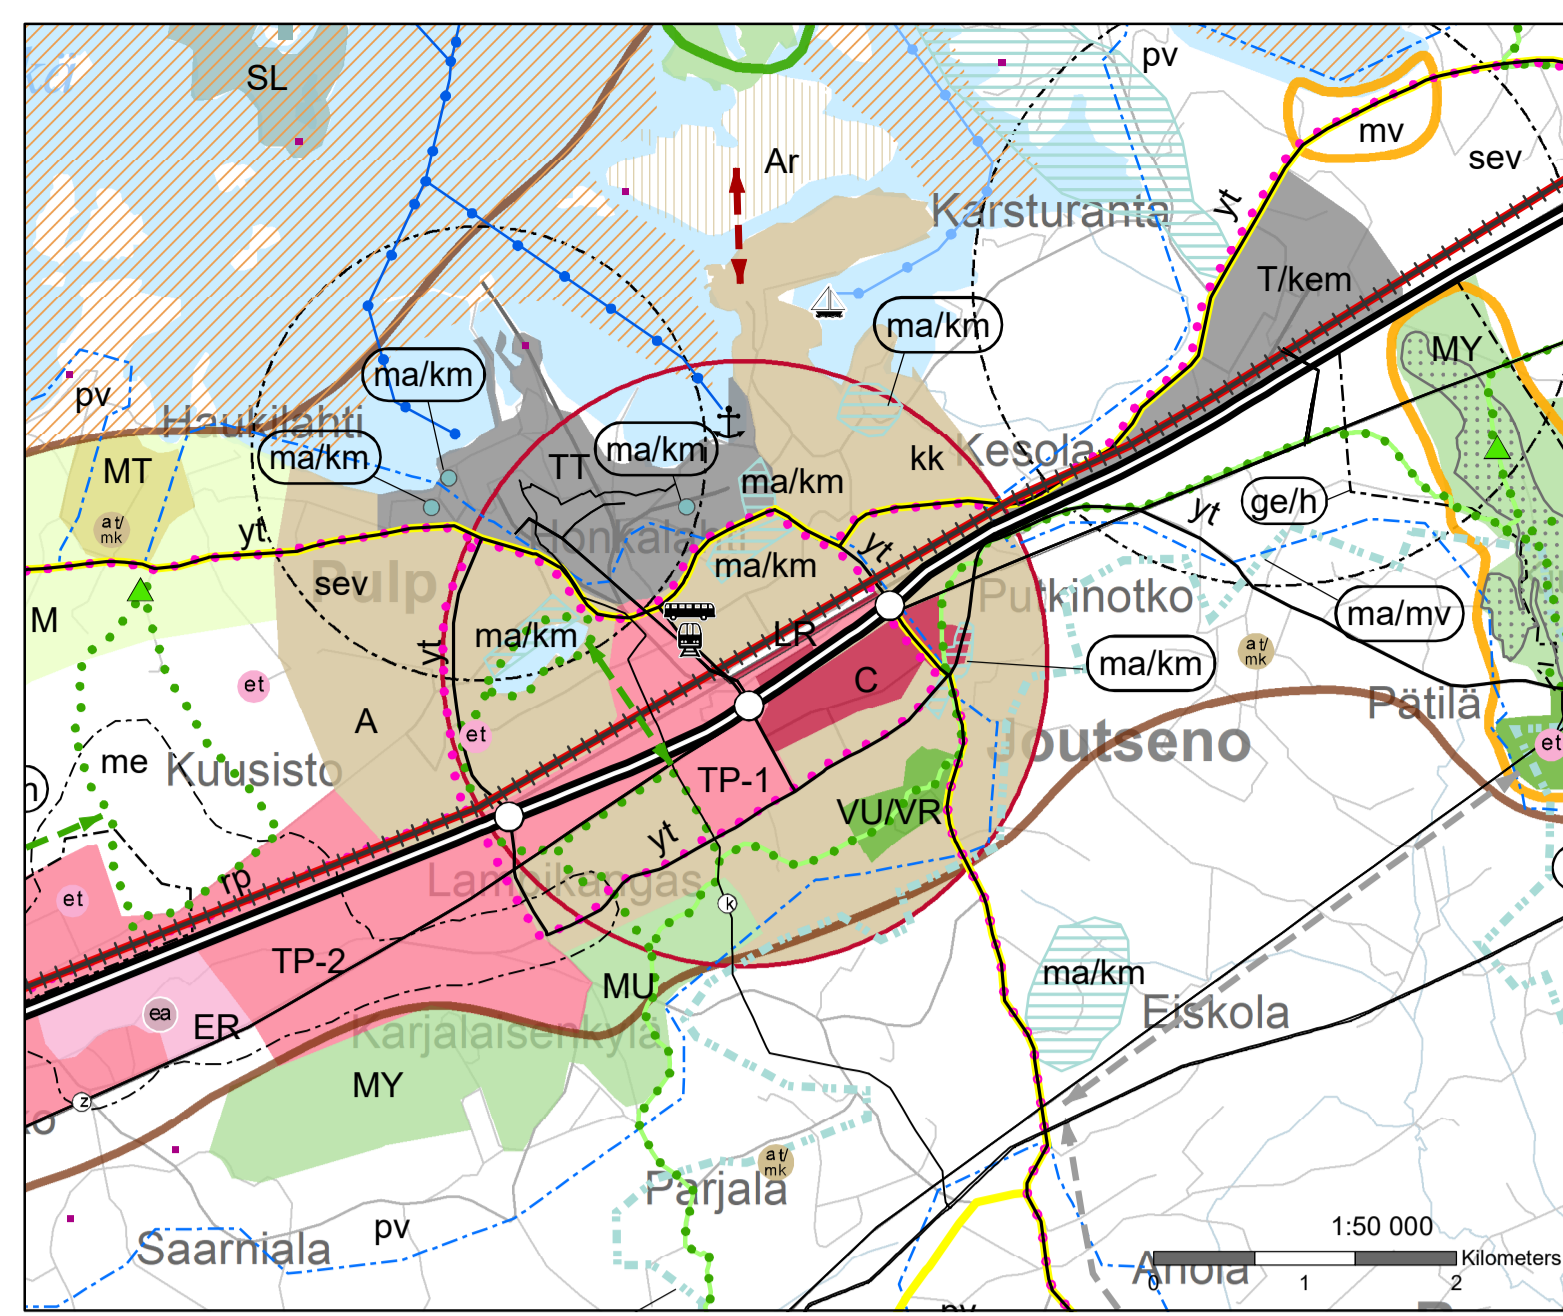 kä
SL
pv
mv
sev
Ar
Karsturanta
yt
T/kem
ma/km
MY
ma/km
pv
Haukilahti
ma/km
ma/km
kk
Kesola
MT
TT
ma/km
ge/h
yt
at/
mk
yt
Honkalahti
yt
ma/km
sev
Pulp
Putkinotko
ma/mv
M
ma/km
LR
yt
at/
mk
ma/km
C
et
Pätilä
A
et
Joutseno
et
me
Kuusisto
h
TP-1
VU/VR
yt
rp
Lampikangas
et
k
TP-2
MU
ma/km
ea
ER
Karjalaisenkylä
Eiskola
MY
z
ko
at/
mk
Parjala
pv
1:50 000
Saarniala
Kilometers
Ahola
0
1
2
pv